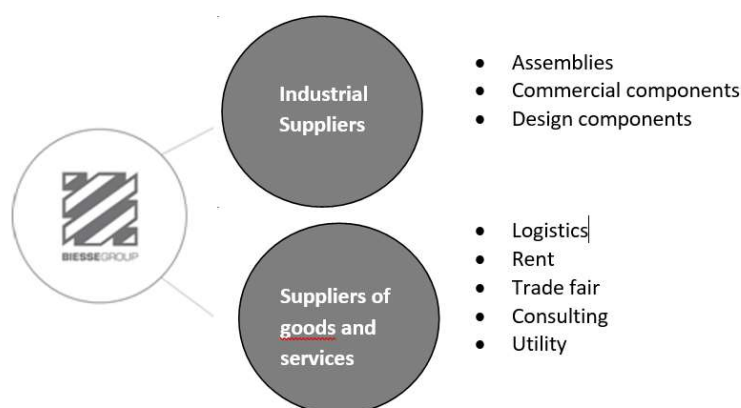 Industrial
Suppliers
Assemblies
Commercial components
Design components
BIESSEGROUP
Suppliers of
goods and
services
Logistics
Rent
Trade fair
Consulting
Utility